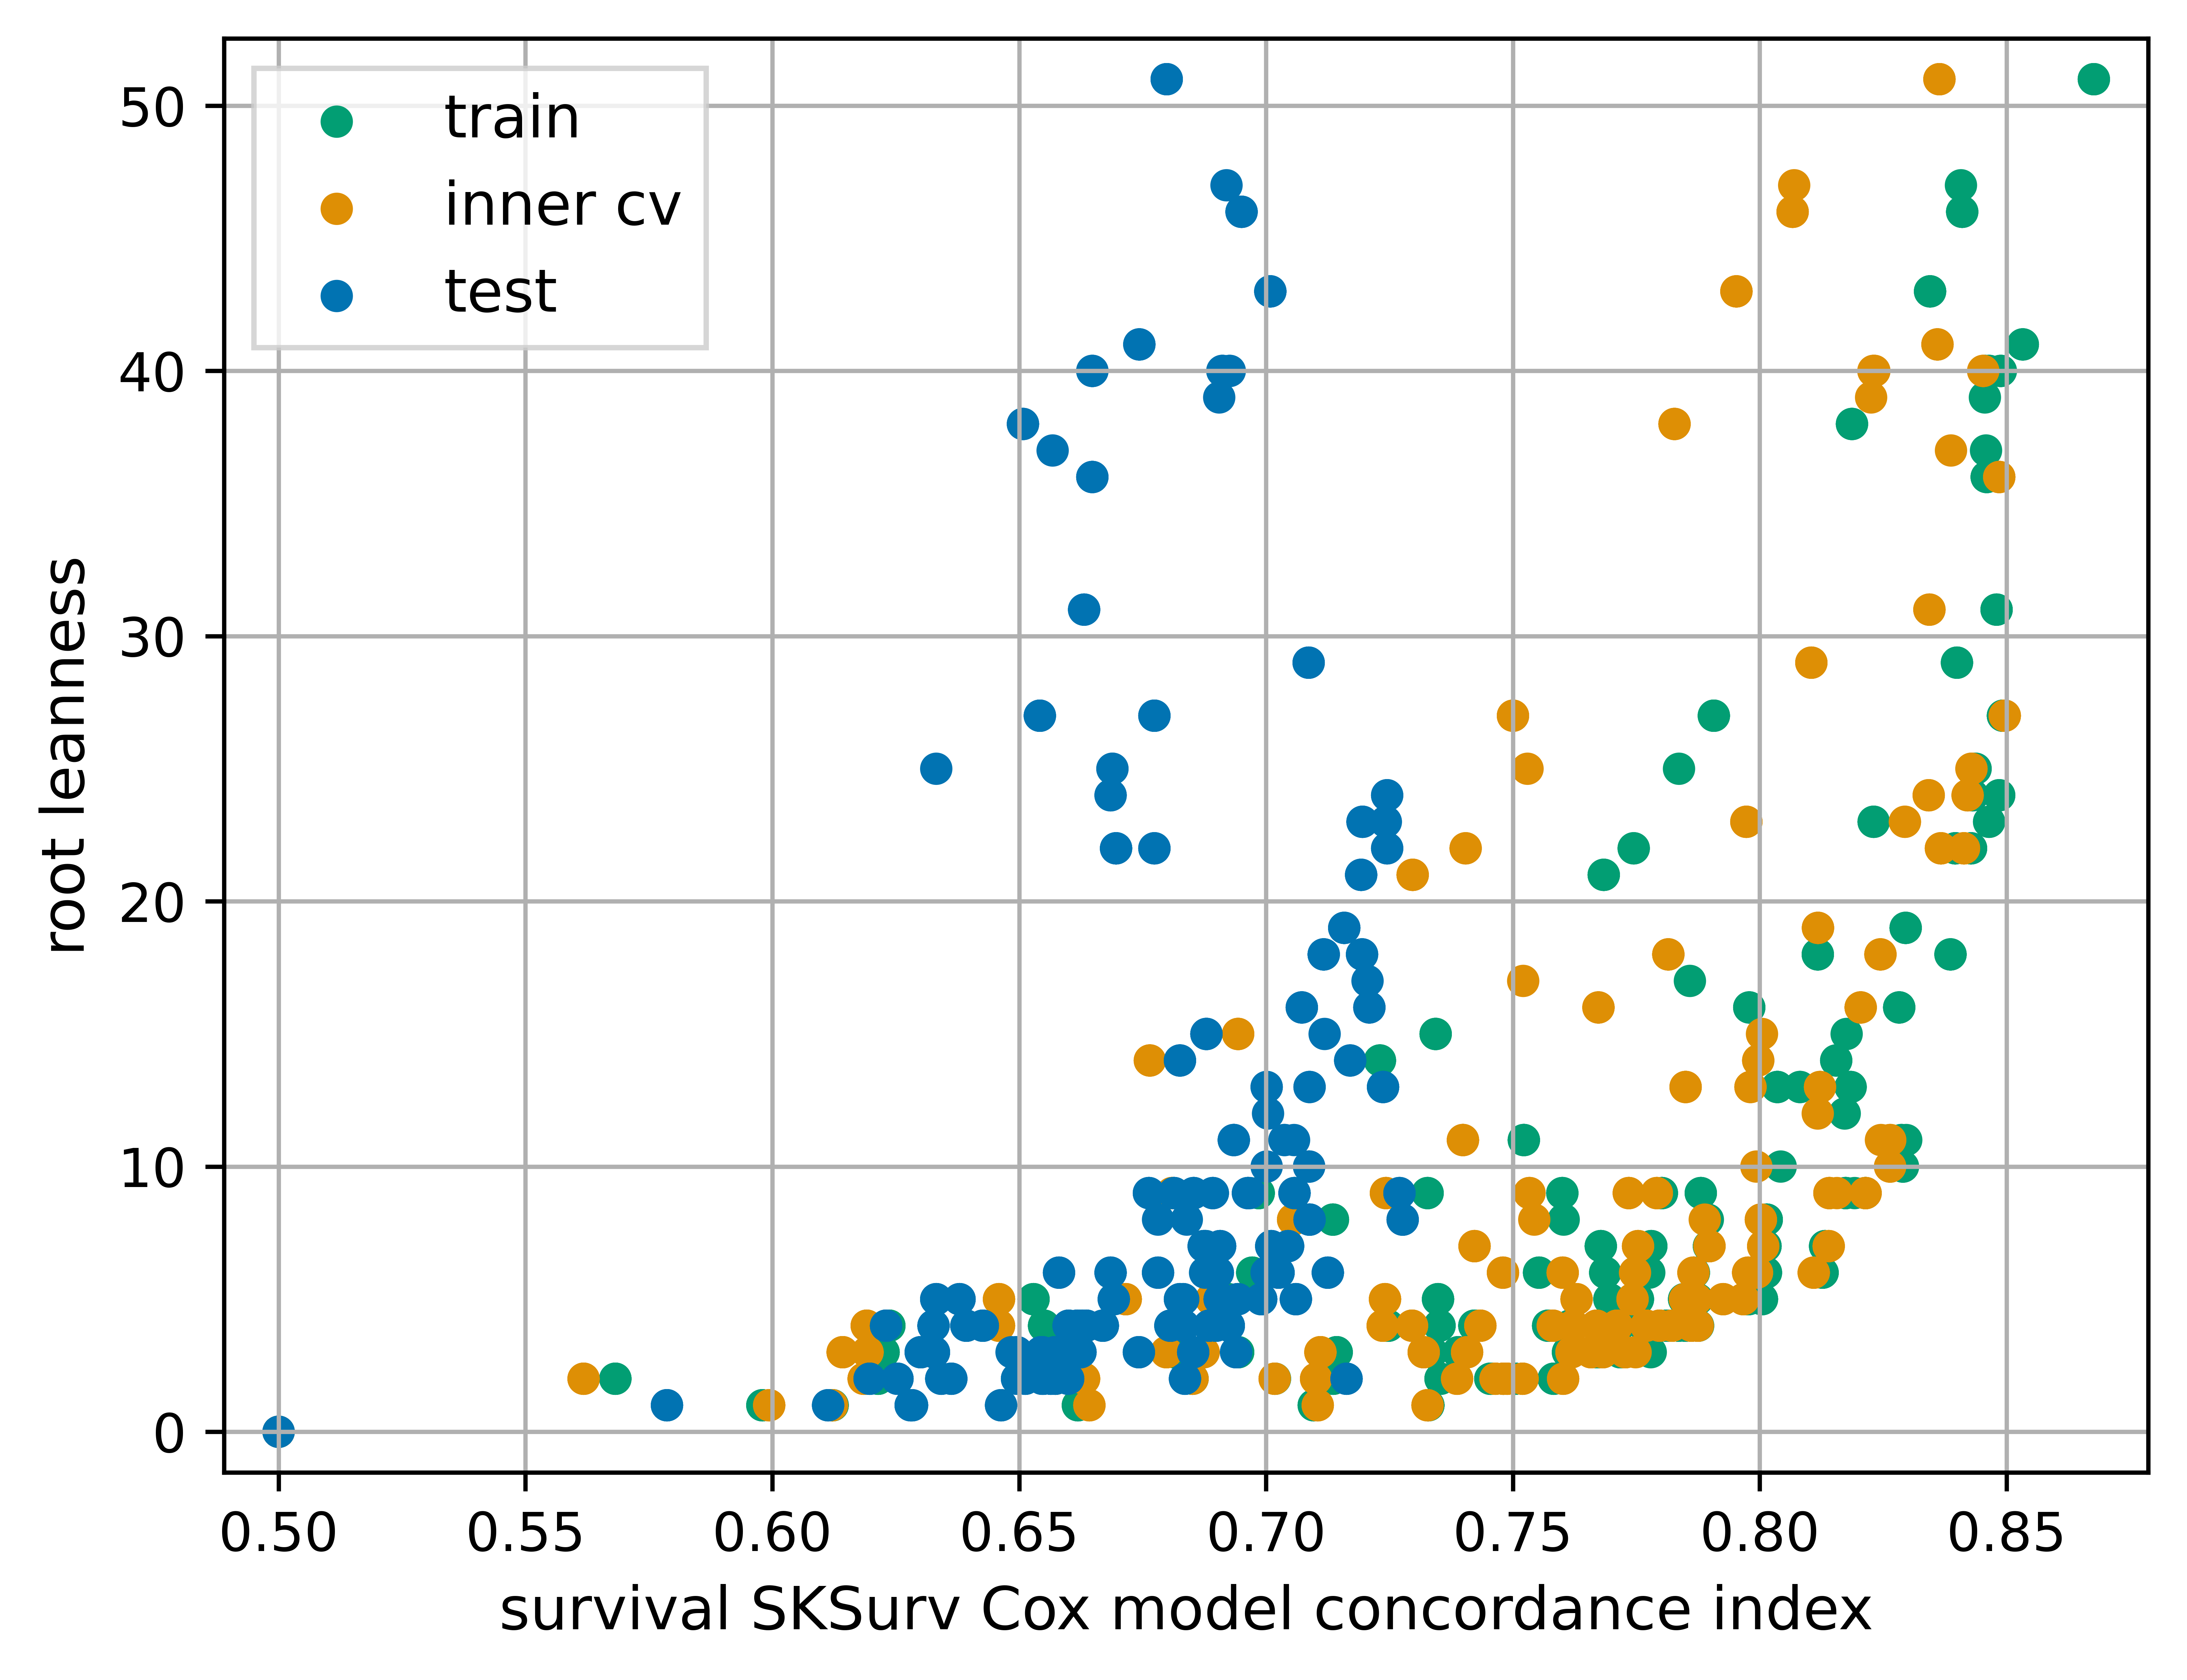 train
inner cv
test
50
40
30
20
10
0
root leanness
0.50 0.55 0.60 0.65 0.70 0.75 0.80 0.85
survival SKSurv Cox model concordance index